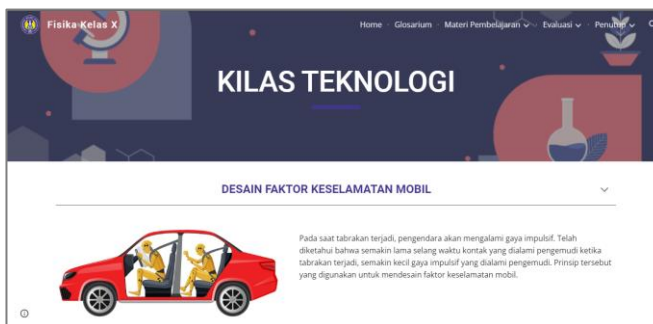 Fisika Kelas X
Home Glosarium Materi Pembelajaran Evaluasi Penutup
KILAS TEKNOLOGI
DESAIN FAKTOR KESELAMATAN MOBIL
Pada saat tabrakan terjadi, pengendara akan mengalami gaya impulsif. Telah
diketahui bahwa semakin lama selang waktu kontak yang dialami pengemudi ketika
tabrakan terjadi, semakin kecil gaya impulsif yang dialami pengemudi. Prinsip tersebut
yang digunakan untuk mendesain faktor keselamatan mobil.